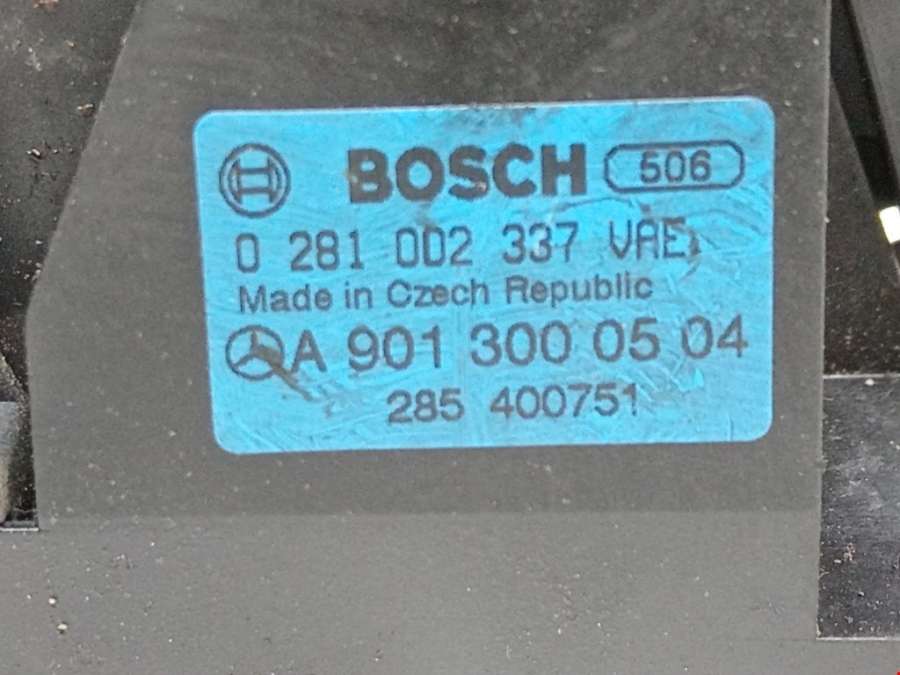 BOSCH 506
0 281 002 337 VAE
Made in Czech Republic
A 901 300 05 04
285 400751